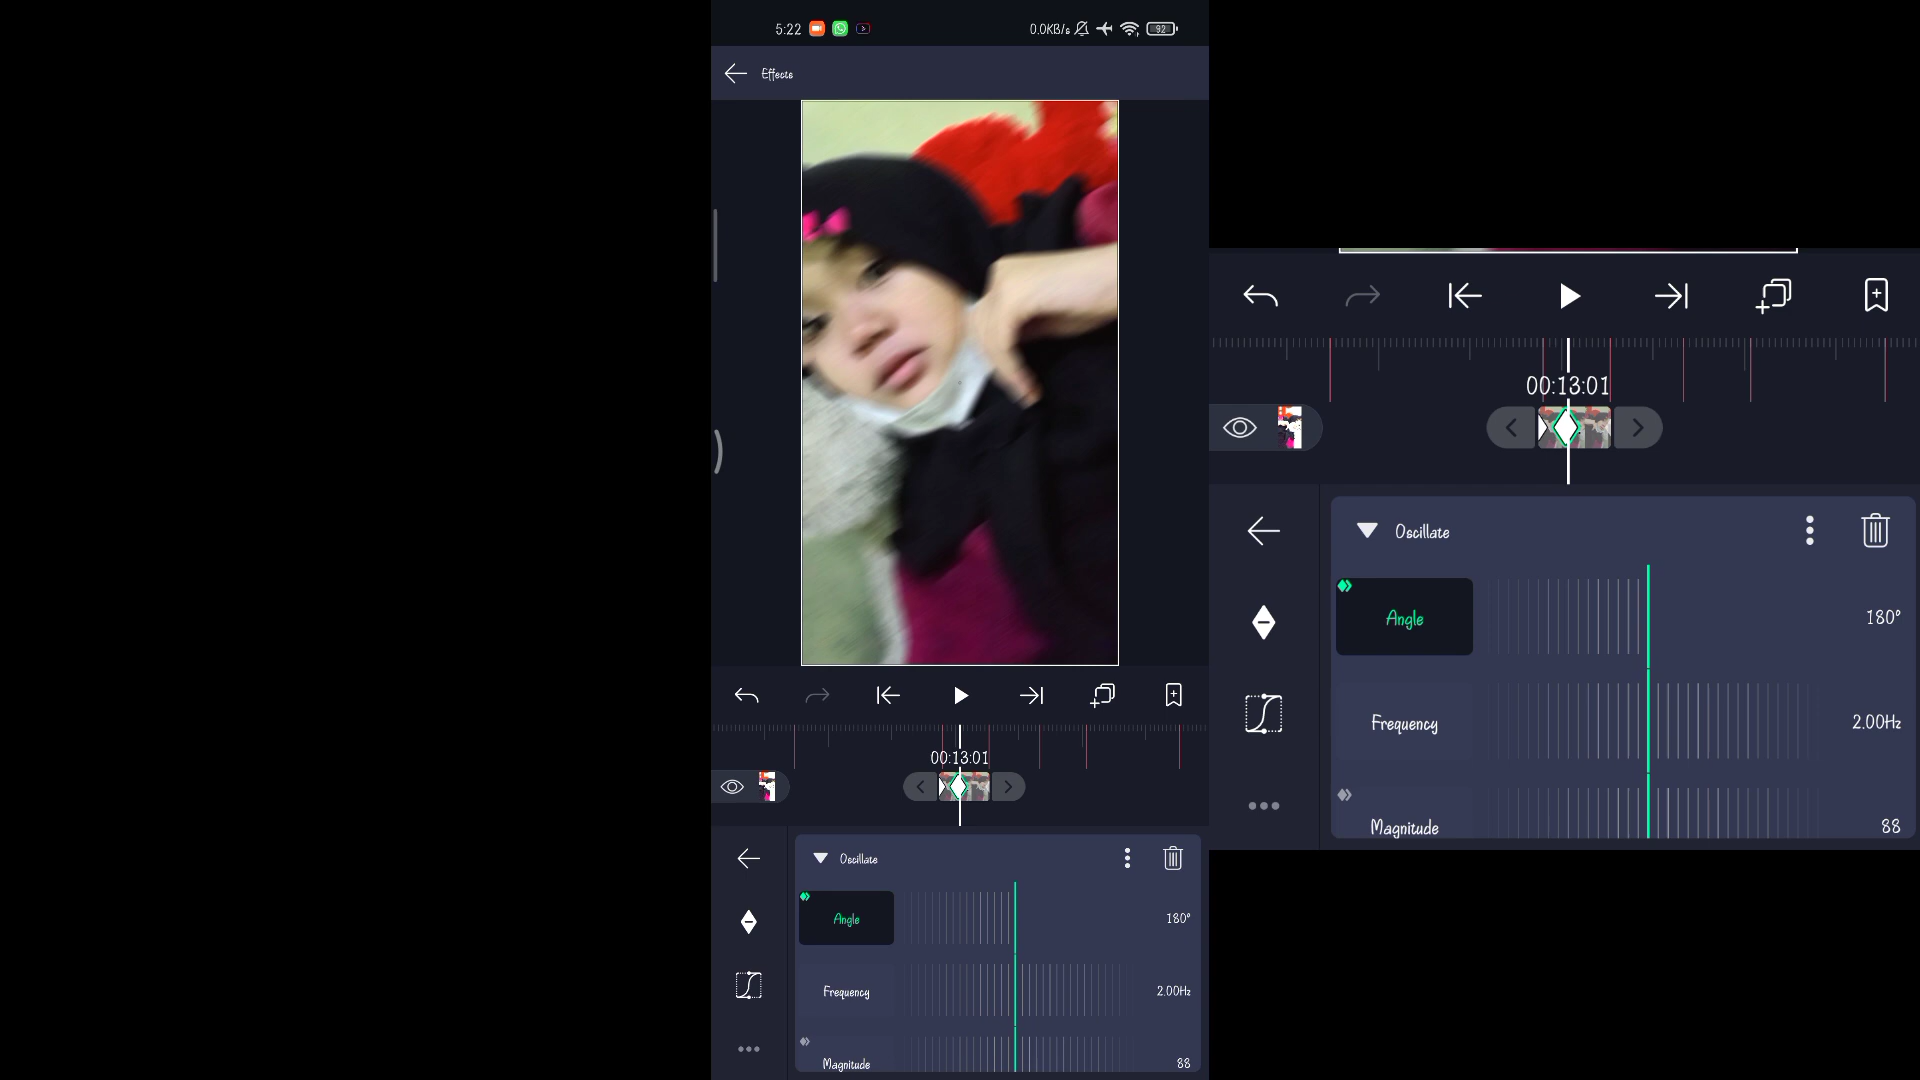 5:22
0.0KB/s
92
Effects
00:13:01
Oscillate
Angle
180°
Frequency
2.00Hz
Magnitude
88
00:13:01
Oscillate
Angle
180°
Frequency
2.00Hz
Magnitude
88